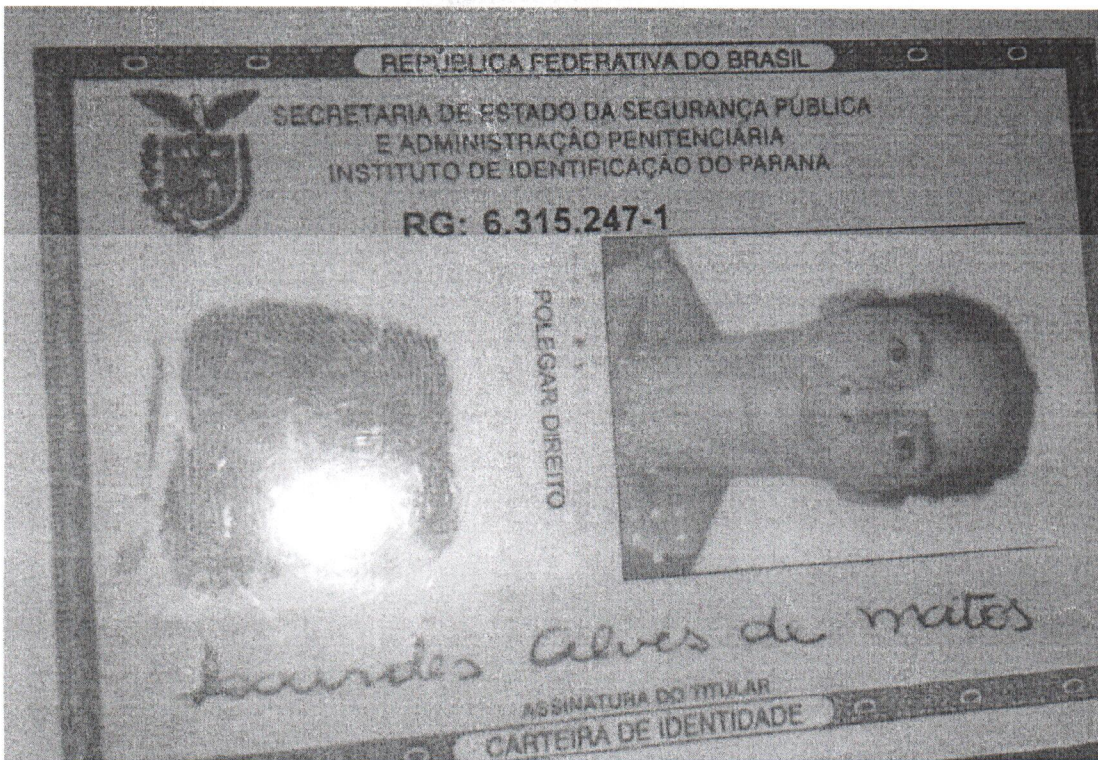 REPÚBLICA FEDERATIVA DO BRASIL
SECRETARIA DE ESTADO DA SEGURANÇA PÚBLICA
E ADMINISTRAÇÃO PENITENCIÁRIA
INSTITUTO DE IDENTIFICAÇÃO DO PARANÁ
RG: 6.315.247-1
POLEGAR DIREITO
Lourdes Alves de matos
ASSINATURA DO TITULAR
CARTEIRA DE IDENTIDADE